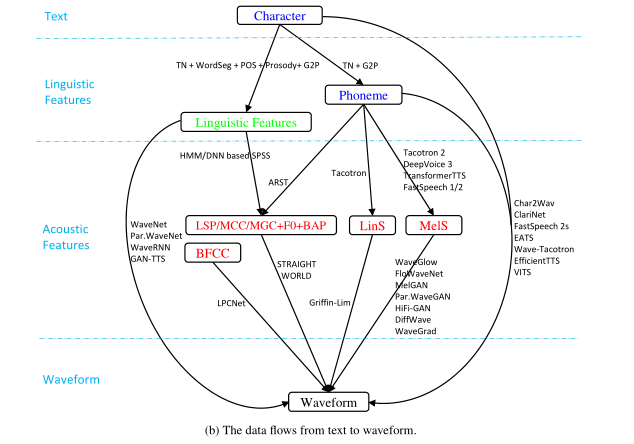 Text
Character
TN + WordSeg + POS + Prosody+ G2P
TN + G2P
Linguistic
Features
Phoneme
Linguistic Features
HMM/DNN based SPSS
ARST
Tacotron
Tacotron 2
DeepVoice 3
TransformerTTS
FastSpeech 1/2
Acoustic
Features
WaveNet
Par.WaveNet
WaveRNN
GAN-TTS
LSP/MCC/MGC+F0+BAP
LinS
MelS
Char2Wav
ClariNet
FastSpeech 2s
EATS
Wave-Tacotron
EfficientTTS
VITS
BFCC
STRAIGHT
WORLD
LPCNet
Griffin-Lim
WaveGlow
FloWaveNet
MelGAN
Par.WaveGAN
HiFi-GAN
DiffWave
WaveGrad
Waveform
Waveform
(b) The data flows from text to waveform.